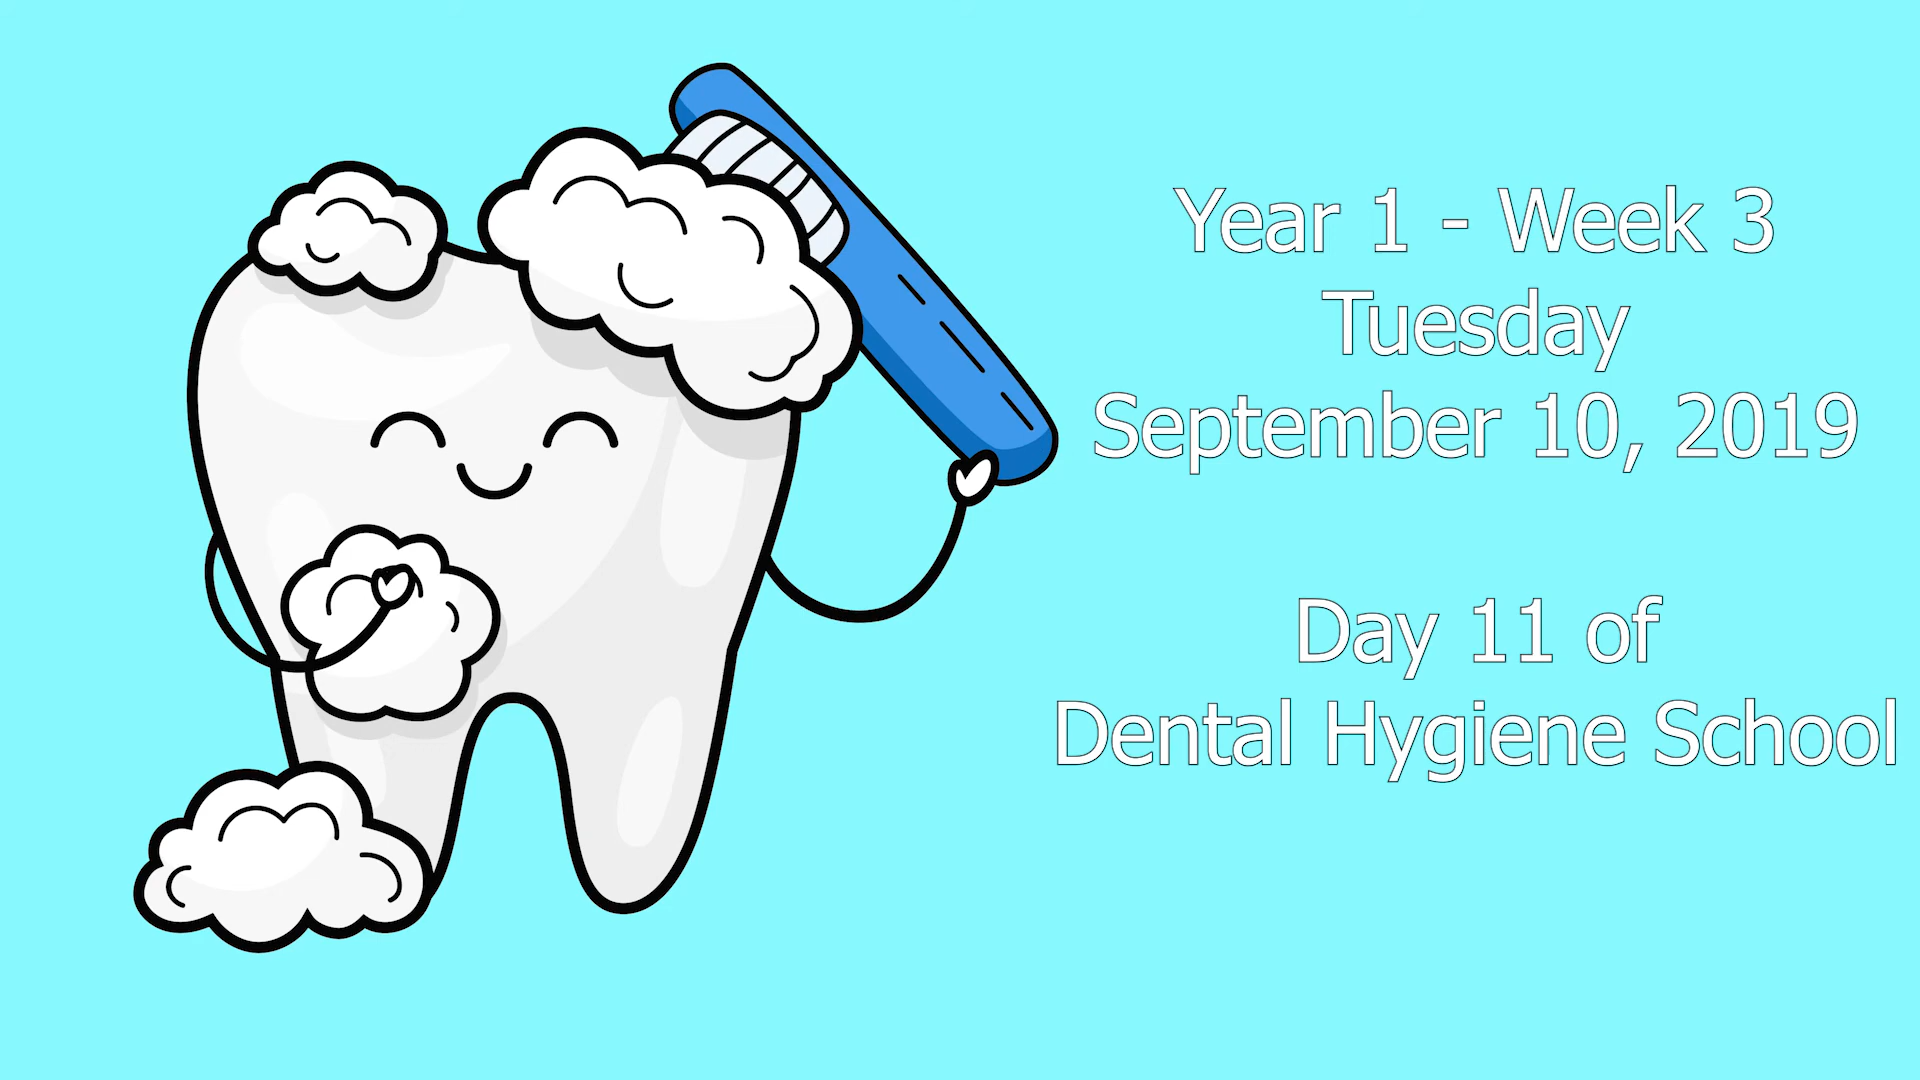 Year 1 - Week 3
Tuesday
September 10, 2019
Day 11 of
Dental Hygiene School